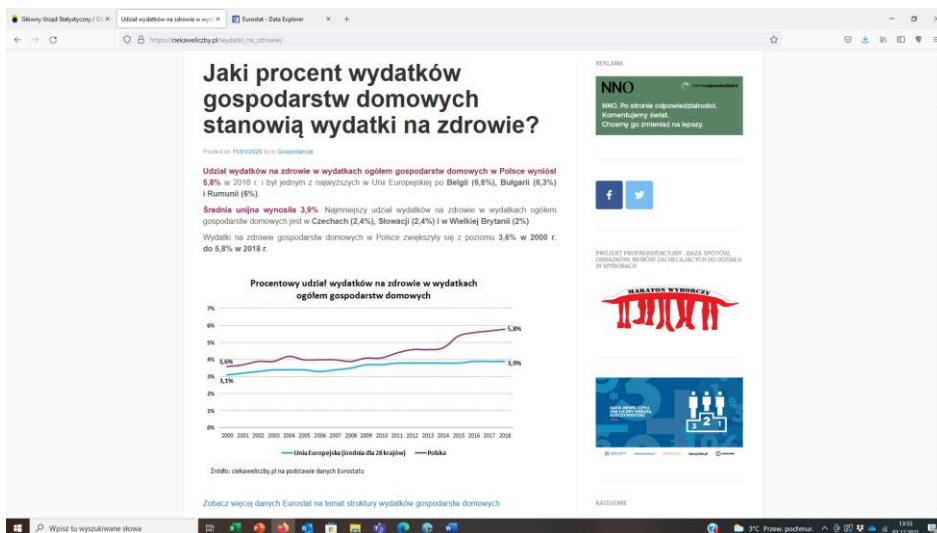 Główny Urząd Statystyczny / O
Udział wydatków na zdrowie w wyd
Eurostat - Data Explorer
https://ciekaweliczby.pl/wydatki_na_zdrowie/
Jaki procent wydatków
gospodarstw domowych
stanowią wydatki na zdrowie?
Posted on 11/01/2020 by in Gospodarcja
Udział wydatków na zdrowie w wydatkach ogółem gospodarstw domowych w Polsce wyniósł
5,8% w 2018 r. i był jednym z najwyższych w Unii Europejskiej po Belgii (6,6%), Bułgarii (6,3%)
i Rumunii (6%).
Średnia unijna wynosiła 3,9%. Najmniejszy udział wydatków na zdrowie w wydatkach ogółem
gospodarstw domowych jest w Czechach (2,4%), Słowacji (2,4%) i w Wielkiej Brytanii (2%)
Wydatki na zdrowie gospodarstw domowych w Polsce zwiększyły się z poziomu 3,6% w 2000 r.
do 5,8% w 2018 r.
Procentowy udział wydatków na zdrowie w wydatkach
ogółem gospodarstw domowych
7%
6%
5%
4%
3%
2%
1%
0%
3,6%
3,1%
5,8%
3,9%
2000 2001 2002 2003 2004 2005 2006 2007 2008 2009 2010 2011 2012 2013 2014 2015 2016 2017 2018
Unia Europejska (średnia dla 28 krajów) Polska
Źródło: ciekaweliczby.pl na podstawie danych Eurostatu
Zobacz więcej danych Eurostat na temat struktury wydatków gospodarstw domowych
REKLAMA
NNO
NNO. Po stronie odpowiedzialności.
Komentujemy świat.
Chcemy go zmieniać na lepszy.
PROJEKT PROFREKWENCYJNY - BAZA SPOTÓW,
OBRAZKÓW, MEMÓW ZACHĘCAJĄCYCH DO UDZIAŁU
W WYBORACH
MARATON WYBORCZY
DATA NEWS, CZYLI
3 2 1
KATEGORIE
Wpisz tu wyszukiwane słowa
3°C Przew. pochmur.
13:53